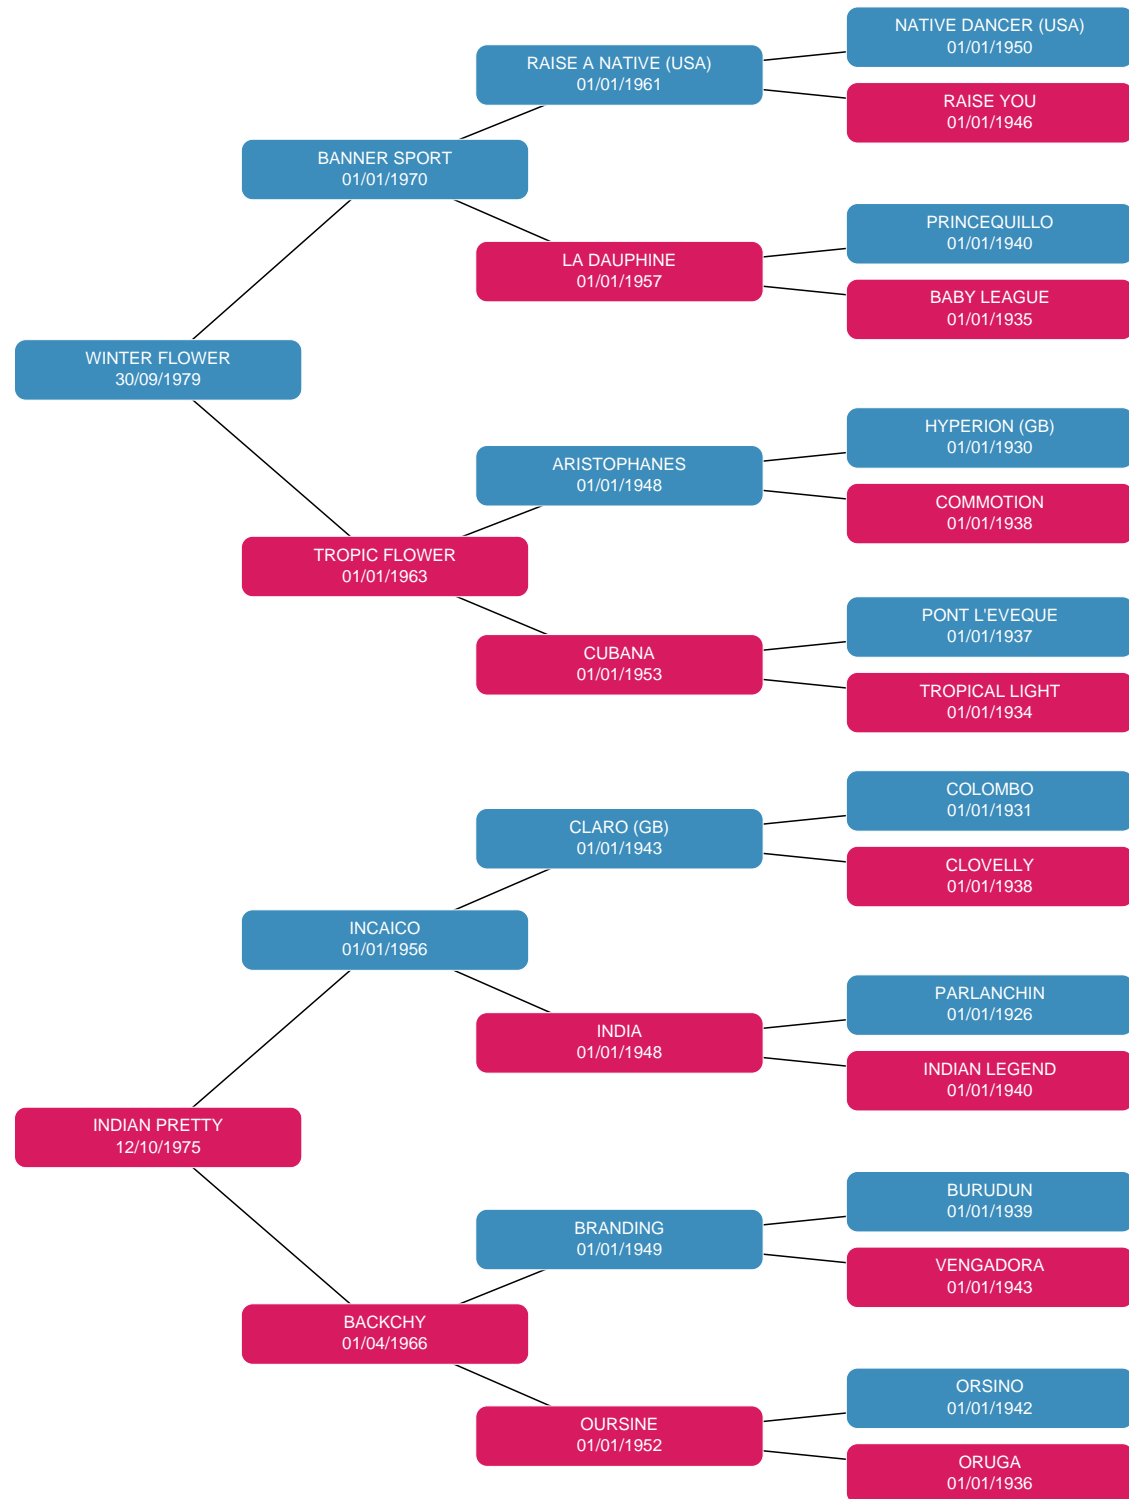 NATIVE DANCER (USA)
01/01/1950
RAISE A NATIVE (USA)
01/01/1961
RAISE YOU
01/01/1946
BANNER SPORT
01/01/1970
PRINCEQUILLO
01/01/1940
LA DAUPHINE
01/01/1957
BABY LEAGUE
01/01/1935
WINTER FLOWER
30/09/1979
HYPERION (GB)
01/01/1930
ARISTOPHANES
01/01/1948
COMMOTION
01/01/1938
TROPIC FLOWER
01/01/1963
PONT L'EVEQUE
01/01/1937
CUBANA
01/01/1953
TROPICAL LIGHT
01/01/1934
COLOMBO
01/01/1931
CLARO (GB)
01/01/1943
CLOVELLY
01/01/1938
INCAICO
01/01/1956
PARLANCHIN
01/01/1926
INDIA
01/01/1948
INDIAN LEGEND
01/01/1940
INDIAN PRETTY
12/10/1975
BURUDUN
01/01/1939
BRANDING
01/01/1949
VENGADORA
01/01/1943
BACKCHY
01/04/1966
ORSINO
01/01/1942
OURSINE
01/01/1952
ORUGA
01/01/1936